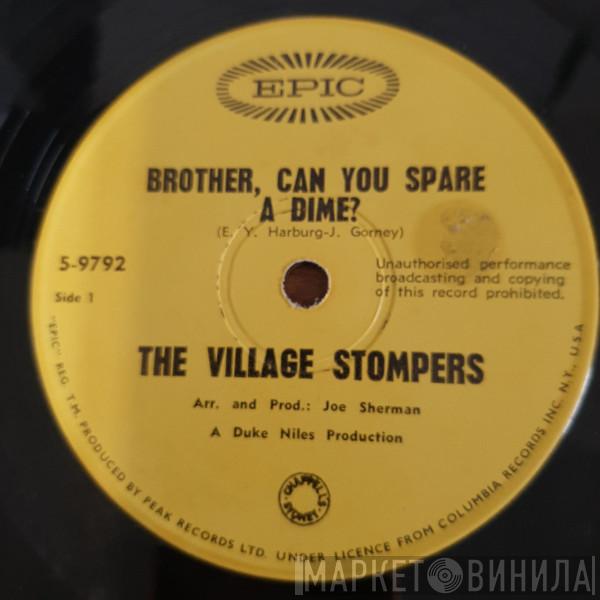 EPIC
BROTHER, CAN YOU SPARE
A DIME?
(E. Y. Harburg-J. Gorney)
5-9792
Side 1
Unauthorised performance
broadcasting and copying
of this record prohibited.
THE VILLAGE STOMPERS
Arr. and Prod.: Joe Sherman
A Duke Niles Production
CHAPPELL'S
SYDNEY
"EPIC" REG. T.M. PRODUCED BY PEAK RECORDS LTD. UNDER LICENCE FROM COLUMBIA RECORDS INC. N.Y., U.S.A
МАРКЕТ ВИНИЛА